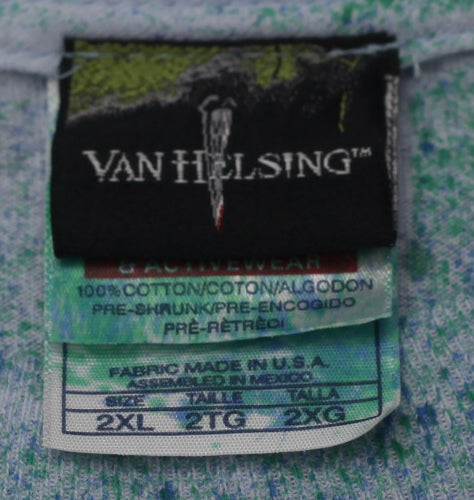 VAN HELSING™
& ACTIVEWEAR
100% COTTON/COTON/ALGODON
PRE-SHRUNK/PRE-ENCOGIDO
PRÉ-RÉTRÉCI
FABRIC MADE IN U.S.A.
ASSEMBLED IN MEXICO
SIZE TAILLE TALLA
2XL 2TG 2XG